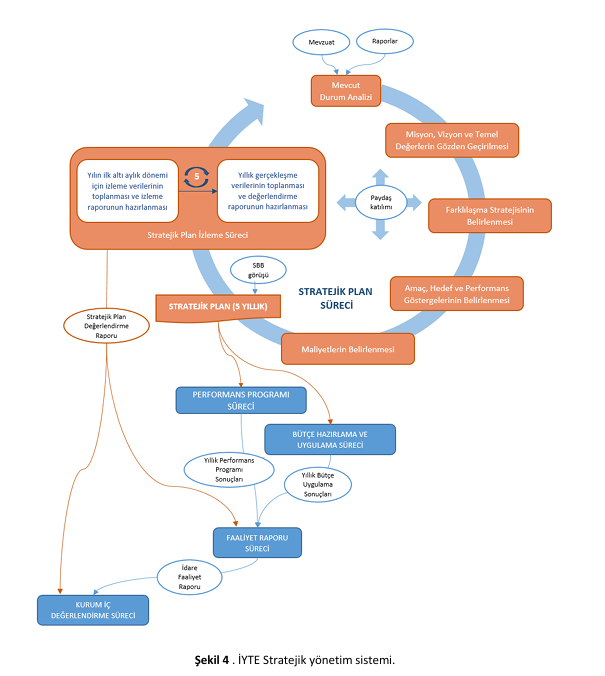 Mevzuat
Raporlar
Mevcut
Durum Analizi
Misyon, Vizyon ve Temel
Değerlerin Gözden Geçirilmesi
Yılın ilk altı aylık dönemi
için izleme verilerinin
toplanması ve izleme
raporunun hazırlanması
5
Yıllık gerçekleşme
verilerinin toplanması
ve değerlendirme
raporunun hazırlanması
Stratejik Plan İzleme Süreci
Paydaş
katılımı
Farklılaşma Stratejisinin
Belirlenmesi
SBB
görüşü
STRATEJİK PLAN (5 YILLIK)
STRATEJİK PLAN
SÜRECİ
Amaç, Hedef ve Performans
Göstergelerinin Belirlenmesi
Stratejik Plan
Değerlendirme
Raporu
Maliyetlerin Belirlenmesi
PERFORMANS PROGRAMI
SÜRECİ
BÜTÇE HAZIRLAMA VE
UYGULAMA SÜRECİ
Yıllık Performans
Programı
Sonuçları
Yıllık Bütçe
Uygulama
Sonuçları
FAALİYET RAPORU
SÜRECİ
İdare
Faaliyet
Raporu
KURUM İÇ
DEĞERLENDİRME SÜRECİ
Şekil 4 . İYTE Stratejik yönetim sistemi.